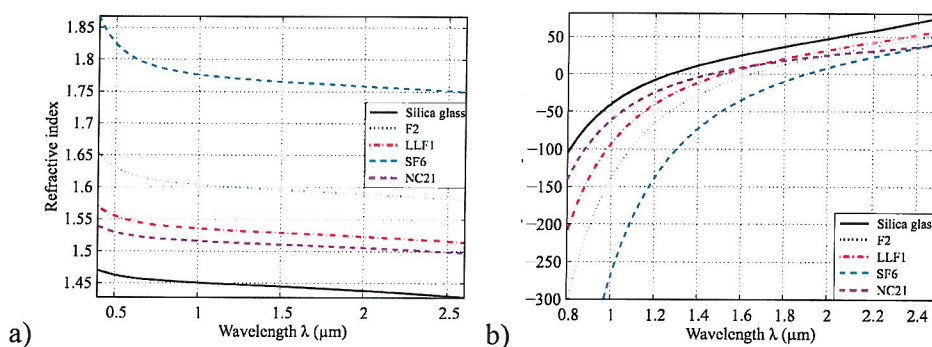 a)
Refractive index
1.85
1.8
1.75
1.7
1.65
1.6
1.55
1.5
1.45
0.5
1
1.5
2
2.5
Wavelength λ (μm)
Silica glass
F2
LLF1
SF6
NC21
b)
50
0
−50
−100
−150
−200
−250
−300
0.8
1
1.2
1.4
1.6
1.8
2
2.2
2.4
Wavelength λ (μm)
Silica glass
F2
LLF1
SF6
NC21